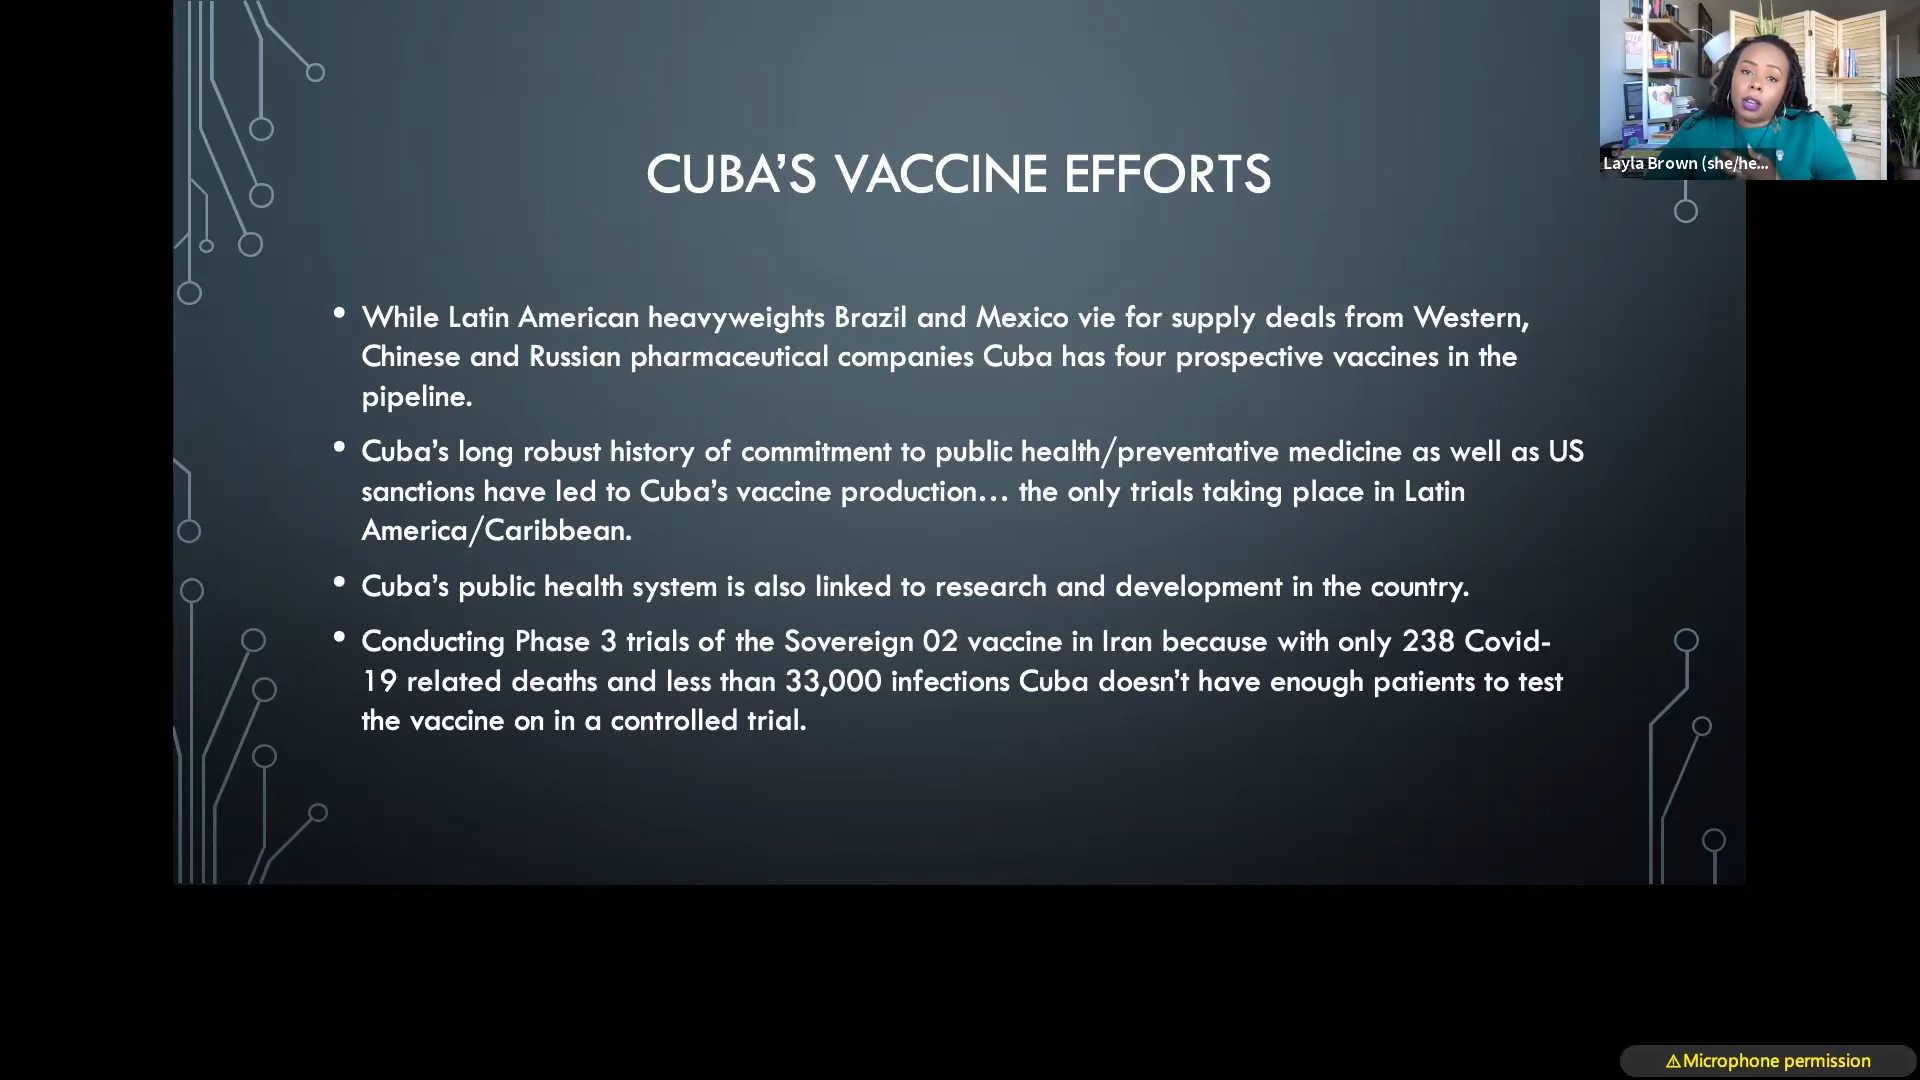 CUBA’S VACCINE EFFORTS
Layla Brown (she/he...
• While Latin American heavyweights Brazil and Mexico vie for supply deals from Western,
Chinese and Russian pharmaceutical companies Cuba has four prospective vaccines in the
pipeline.
• Cuba’s long robust history of commitment to public health/preventative medicine as well as US
sanctions have led to Cuba’s vaccine production… the only trials taking place in Latin
America/Caribbean.
• Cuba’s public health system is also linked to research and development in the country.
• Conducting Phase 3 trials of the Sovereign 02 vaccine in Iran because with only 238 Covid-
19 related deaths and less than 33,000 infections Cuba doesn’t have enough patients to test
the vaccine on in a controlled trial.
⚠Microphone permission